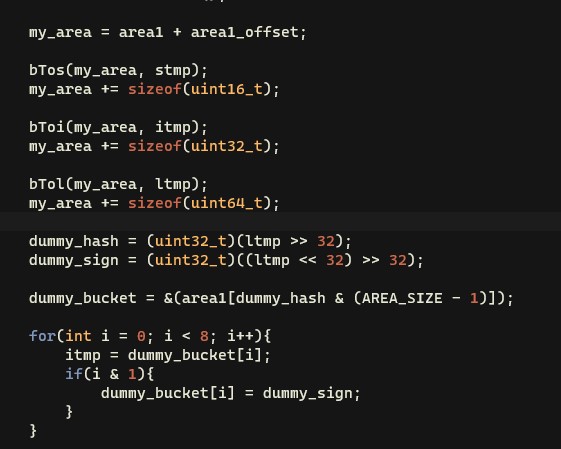 my_area = area1 + area1_offset;
bTos(my_area, stmp);
my_area += sizeof(uint16_t);
bToi(my_area, itmp);
my_area += sizeof(uint32_t);
bTol(my_area, ltmp);
my_area += sizeof(uint64_t);
dummy_hash = (uint32_t)(ltmp >> 32);
dummy_sign = (uint32_t)((ltmp << 32) >> 32);
dummy_bucket = &(area1[dummy_hash & (AREA_SIZE - 1)]);
for(int i = 0; i < 8; i++){
    itmp = dummy_bucket[i];
    if(i & 1){
        dummy_bucket[i] = dummy_sign;
    }
}